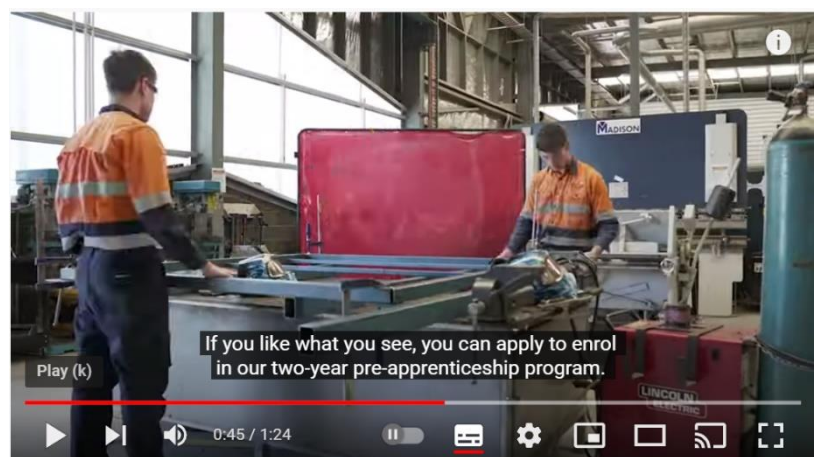 MADISON
If you like what you see, you can apply to enrol
in our two-year pre-apprenticeship program.
Play (k)
LINCOLN
ELECTRIC
0:45 / 1:24